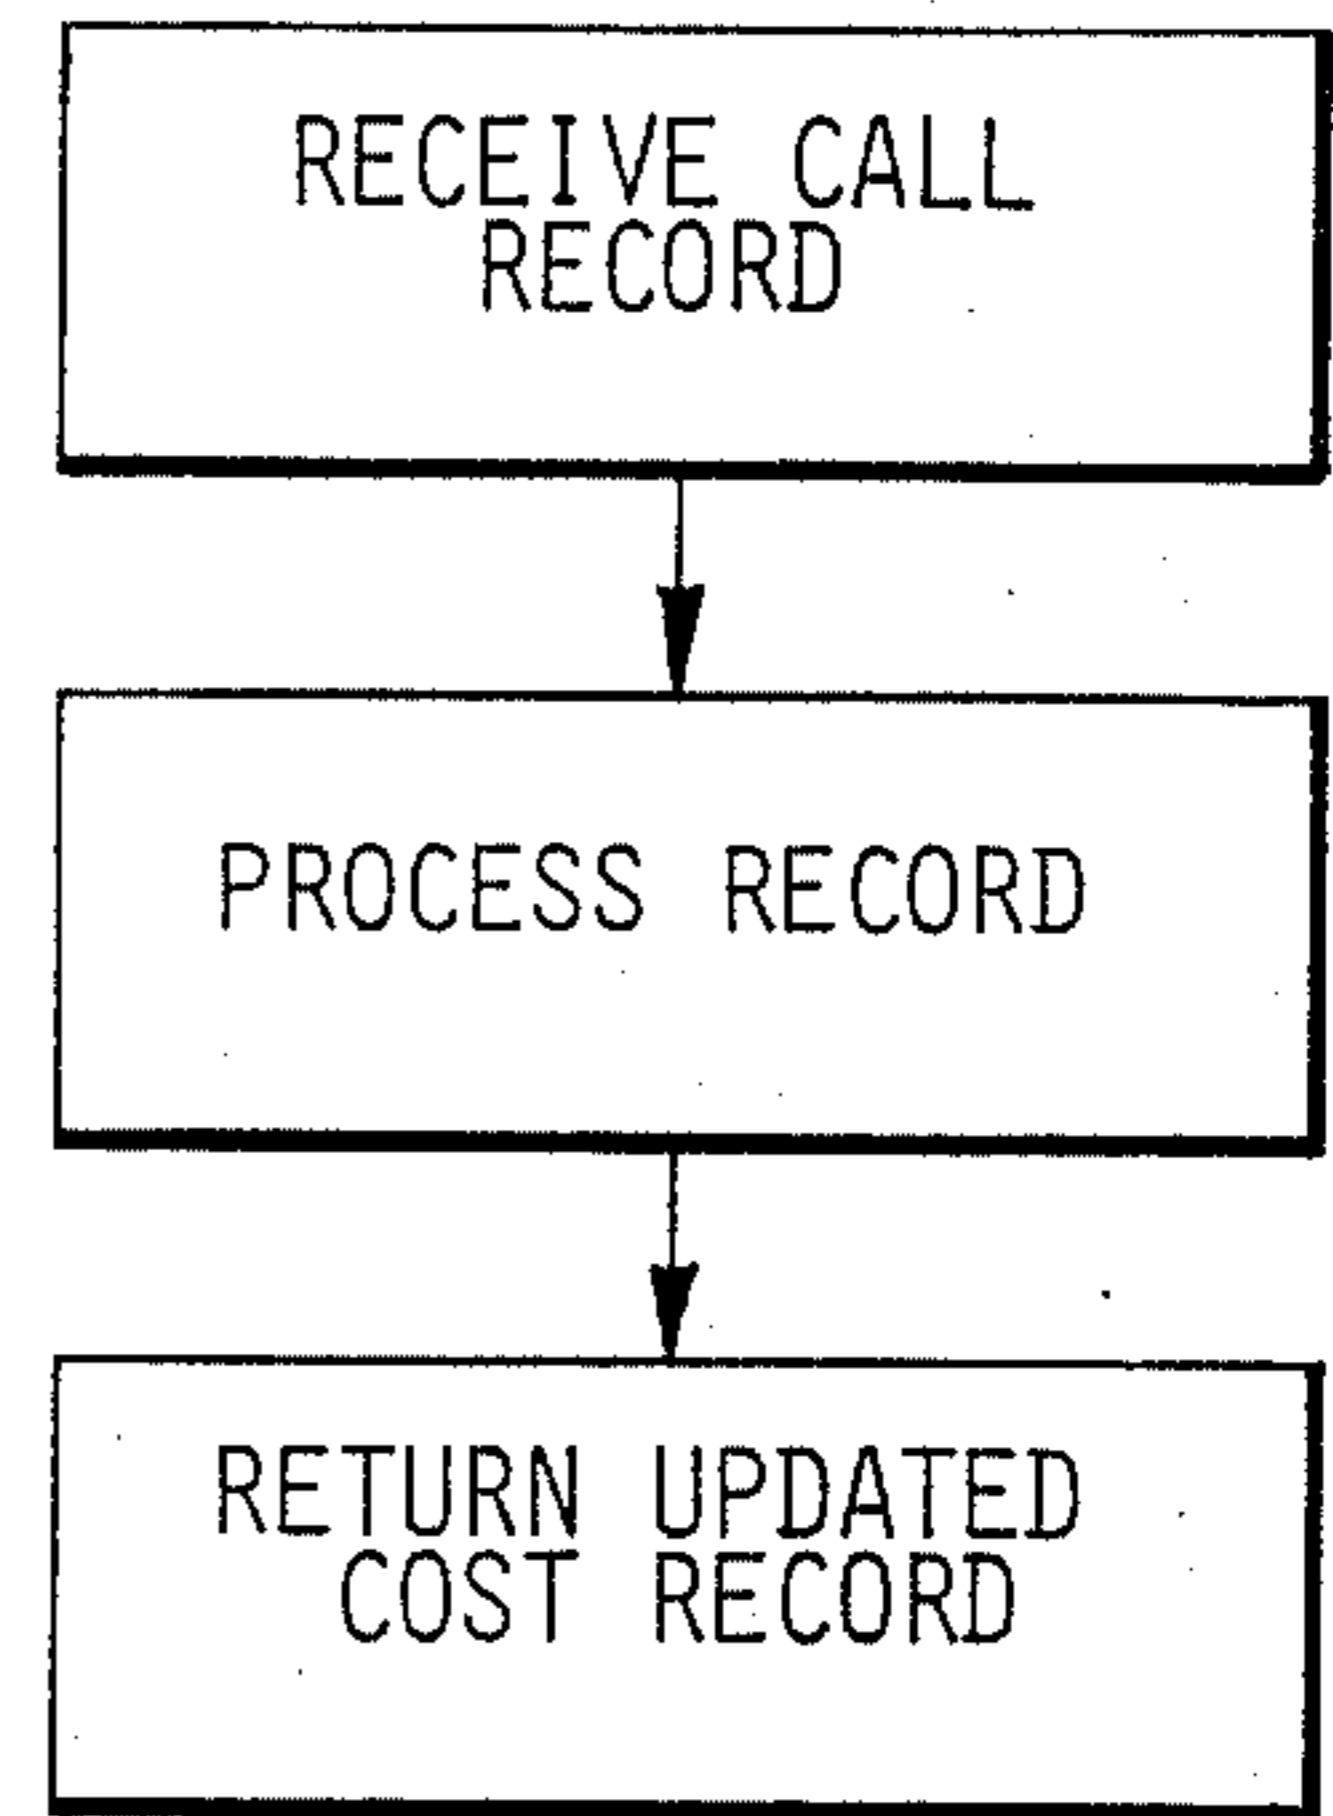 RECEIVE CALL
RECORD
PROCESS RECORD
RETURN UPDATED
COST RECORD